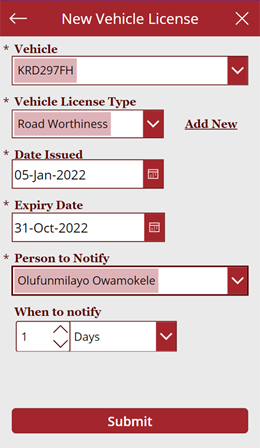 New Vehicle License
* Vehicle
KRD297FH
* Vehicle License Type
Road Worthiness Add New
* Date Issued
05-Jan-2022
* Expiry Date
31-Oct-2022
* Person to Notify
Olufunmilayo Owamokele
When to notify
1 Days
Submit